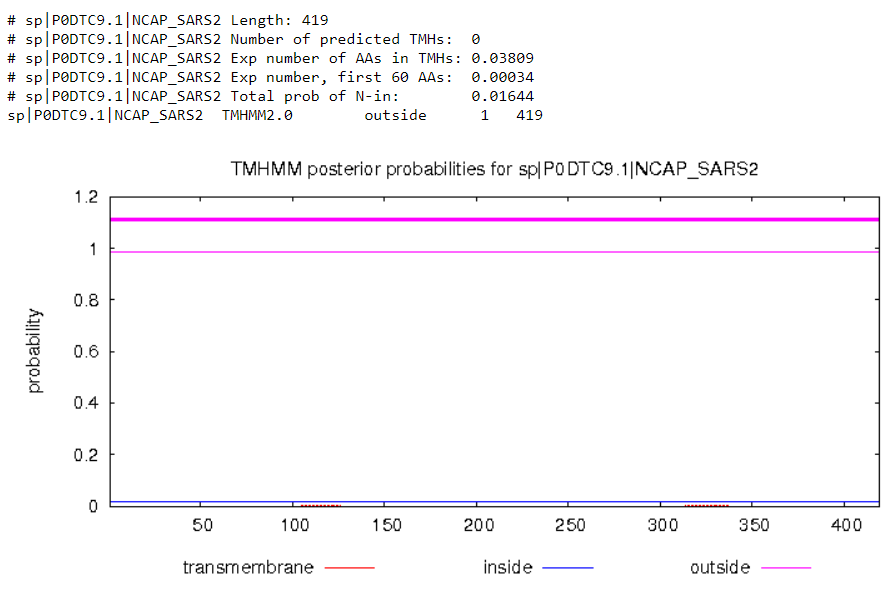 # sp|P0DTC9.1|NCAP_SARS2 Length: 419
# sp|P0DTC9.1|NCAP_SARS2 Number of predicted TMHs:  0
# sp|P0DTC9.1|NCAP_SARS2 Exp number of AAs in TMHs: 0.03809
# sp|P0DTC9.1|NCAP_SARS2 Exp number, first 60 AAs:  0.00034
# sp|P0DTC9.1|NCAP_SARS2 Total prob of N-in:        0.01644
sp|P0DTC9.1|NCAP_SARS2  TMHMM2.0        outside      1   419
TMHMM posterior probabilities for sp|P0DTC9.1|NCAP_SARS2
1.2
1
0.8
0.6
0.4
0.2
0
probability
50 100 150 200 250 300 350 400
transmembrane inside outside